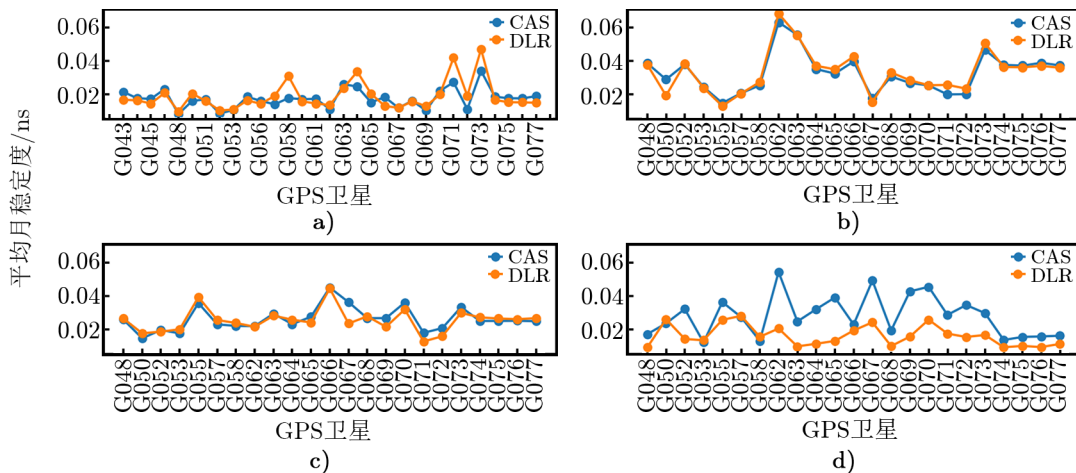 平均月稳定度/ns
0.06
0.04
0.02
CAS
DLR
G043
G045
G048
G051
G053
G056
G058
G061
G063
G065
G067
G069
G071
G073
G075
G077
GPS卫星
a)
0.06
0.04
0.02
CAS
DLR
G048
G050
G052
G053
G055
G057
G058
G062
G063
G064
G065
G066
G067
G068
G069
G070
G071
G072
G073
G074
G075
G076
G077
GPS卫星
b)
0.06
0.04
0.02
CAS
DLR
G048
G050
G052
G053
G055
G057
G058
G062
G063
G064
G065
G066
G067
G068
G069
G070
G071
G072
G073
G074
G075
G076
G077
GPS卫星
c)
0.06
0.04
0.02
CAS
DLR
G048
G050
G052
G053
G055
G057
G058
G062
G063
G064
G065
G066
G067
G068
G069
G070
G071
G072
G073
G074
G075
G076
G077
GPS卫星
d)